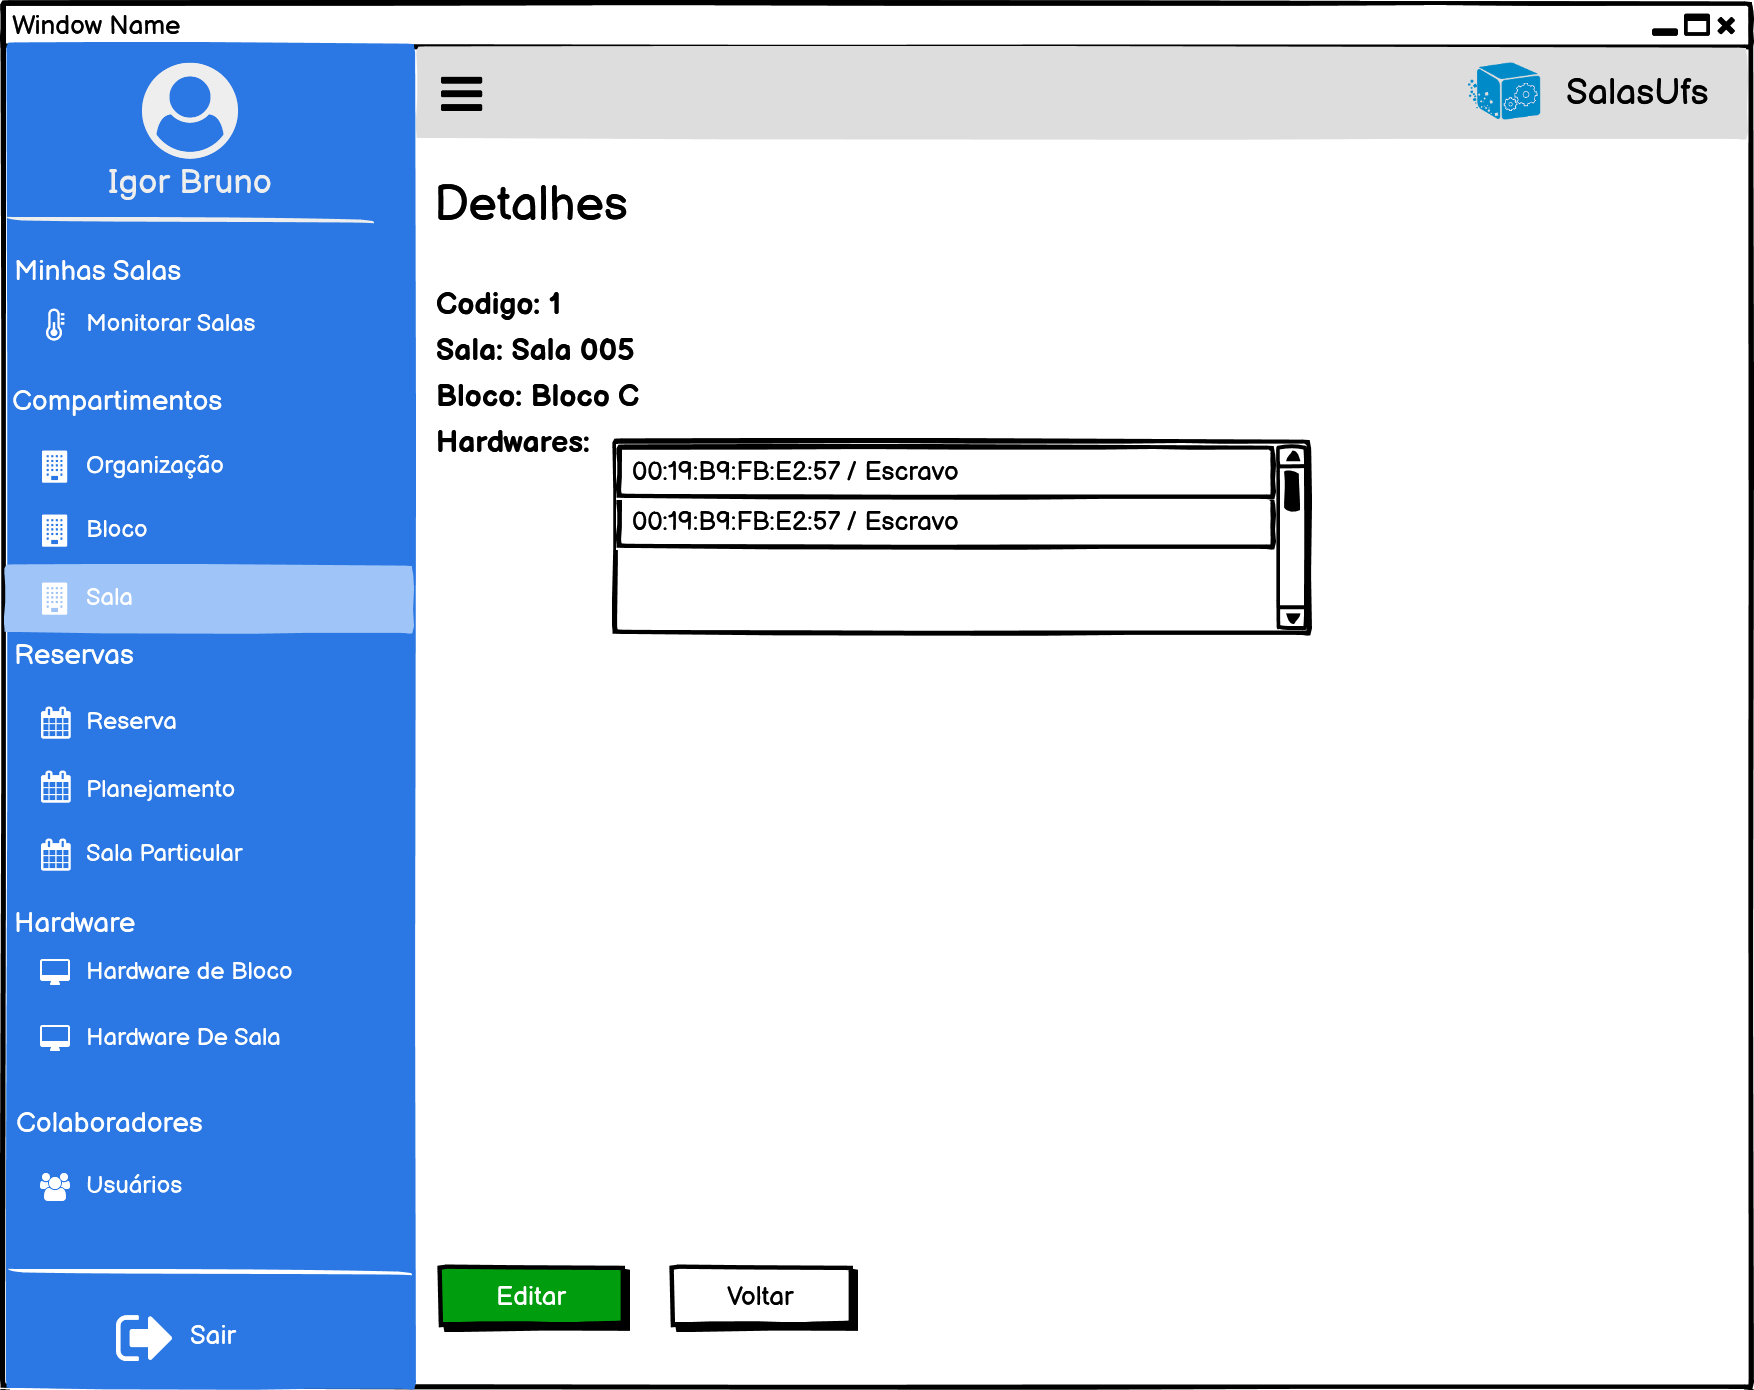 Window Name
Igor Bruno
Minhas Salas
Monitorar Salas
Compartimentos
Organização
Bloco
Sala
Reservas
Reserva
Planejamento
Sala Particular
Hardware
Hardware de Bloco
Hardware De Sala
Colaboradores
Usuários
Sair
SalasUfs
Detalhes
Codigo: 1
Sala: Sala 005
Bloco: Bloco C
Hardwares:
00:19:B9:FB:E2:57 / Escravo
00:19:B9:FB:E2:57 / Escravo
Editar
Voltar